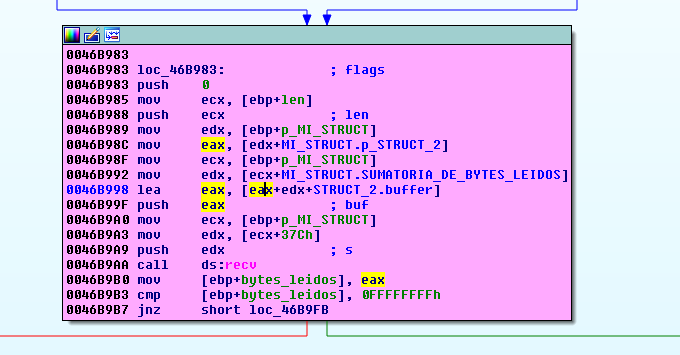 0046B983
0046B983 loc_46B983: ; flags
0046B983 push 0
0046B985 mov ecx, [ebp+len]
0046B988 push ecx ; len
0046B989 mov edx, [ebp+p_MI_STRUCT]
0046B98C mov eax, [edx+MI_STRUCT.p_STRUCT_2]
0046B98F mov ecx, [ebp+p_MI_STRUCT]
0046B992 mov edx, [ecx+MI_STRUCT.SUMATORIA_DE_BYTES_LEIDOS]
0046B998 lea eax, [eax+edx+STRUCT_2.buffer]
0046B99F push eax ; buf
0046B9A0 mov ecx, [ebp+p_MI_STRUCT]
0046B9A3 mov edx, [ecx+37Ch]
0046B9A9 push edx ; s
0046B9AA call ds:recv
0046B9B0 mov [ebp+bytes_leidos], eax
0046B9B3 cmp [ebp+bytes_leidos], 0FFFFFFFFh
0046B9B7 jnz short loc_46B9FB